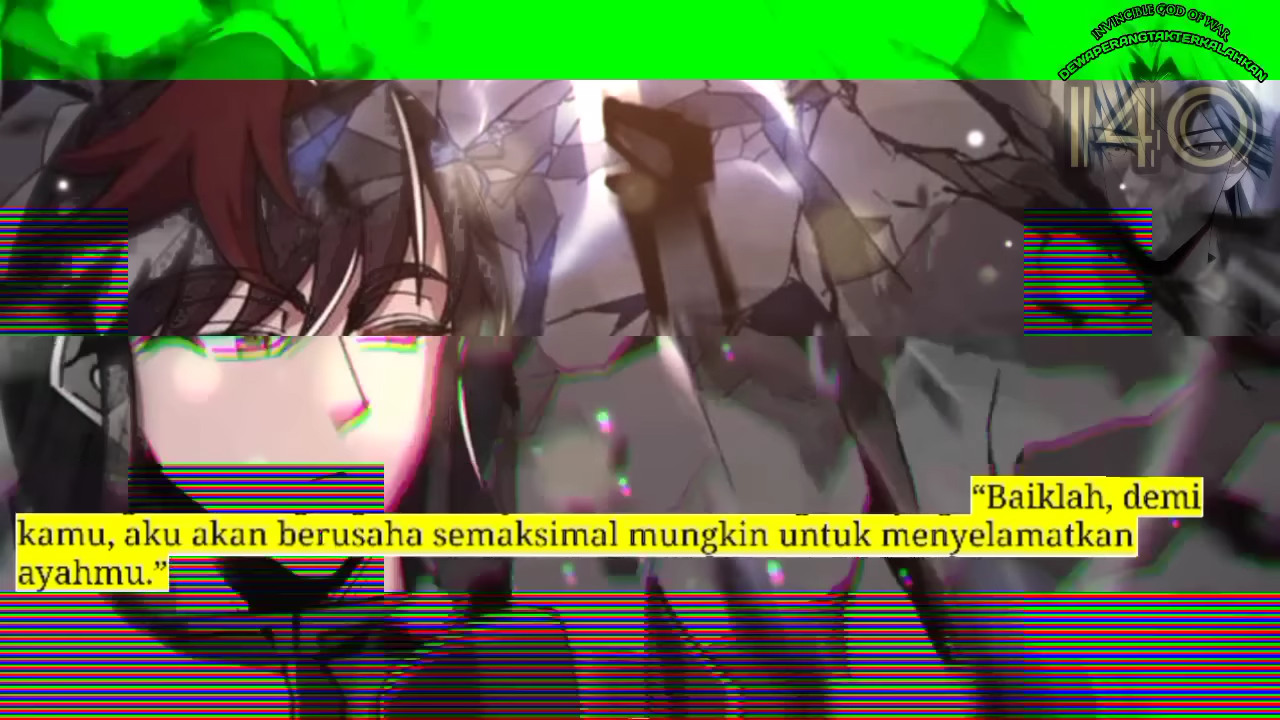 INVINCIBLE GOD OF WAR
DEWAPERANGTAKTERKALAHKAN
140
“Baiklah, demi
kamu, aku akan berusaha semaksimal mungkin untuk menyelamatkan
ayahmu.”